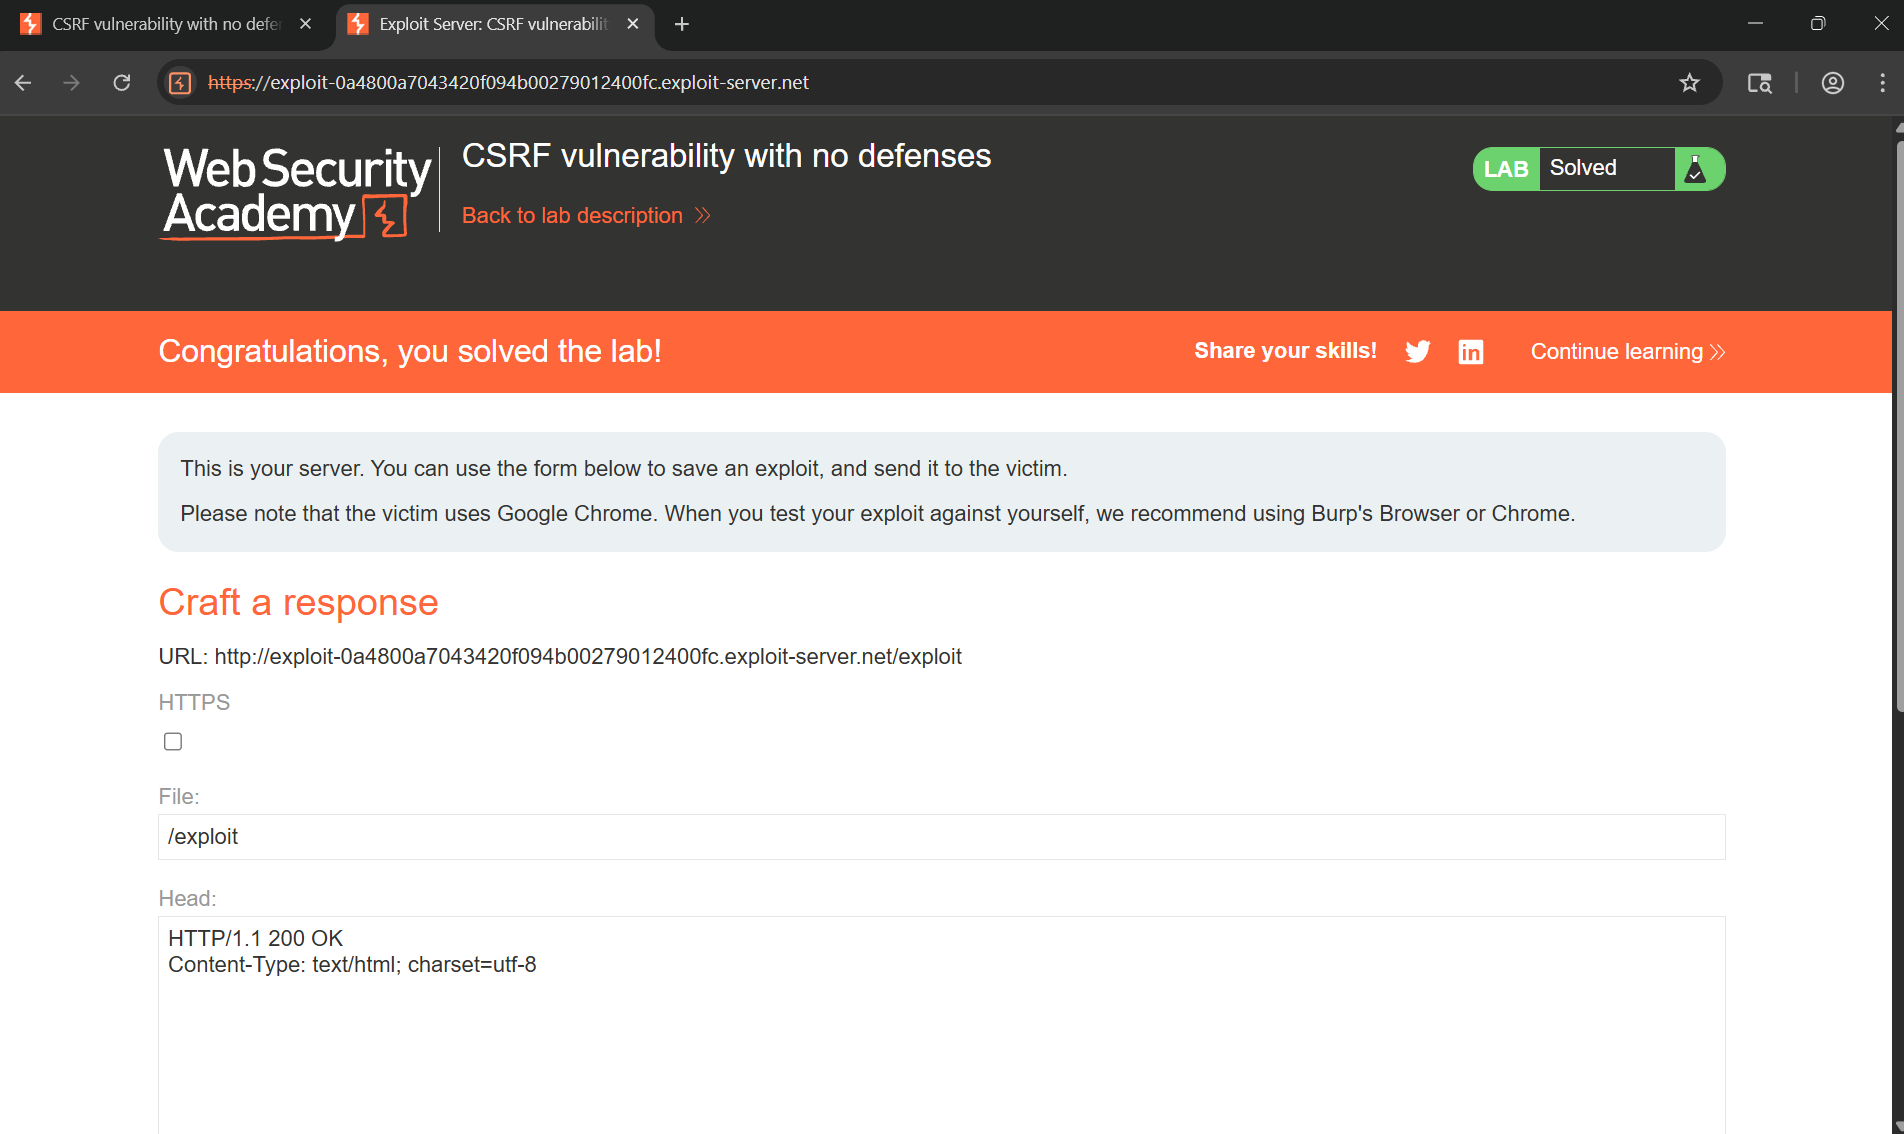 CSRF vulnerability with no defe
Exploit Server: CSRF vulnerabilit
https://exploit-0a4800a7043420f094b00279012400fc.exploit-server.net
Web Security
Academy
CSRF vulnerability with no defenses
Back to lab description
LAB Solved
Congratulations, you solved the lab!
Share your skills!
in
Continue learning
This is your server. You can use the form below to save an exploit, and send it to the victim.
Please note that the victim uses Google Chrome. When you test your exploit against yourself, we recommend using Burp's Browser or Chrome.
Craft a response
URL: http://exploit-0a4800a7043420f094b00279012400fc.exploit-server.net/exploit
HTTPS
File:
/exploit
Head:
HTTP/1.1 200 OK
Content-Type: text/html; charset=utf-8